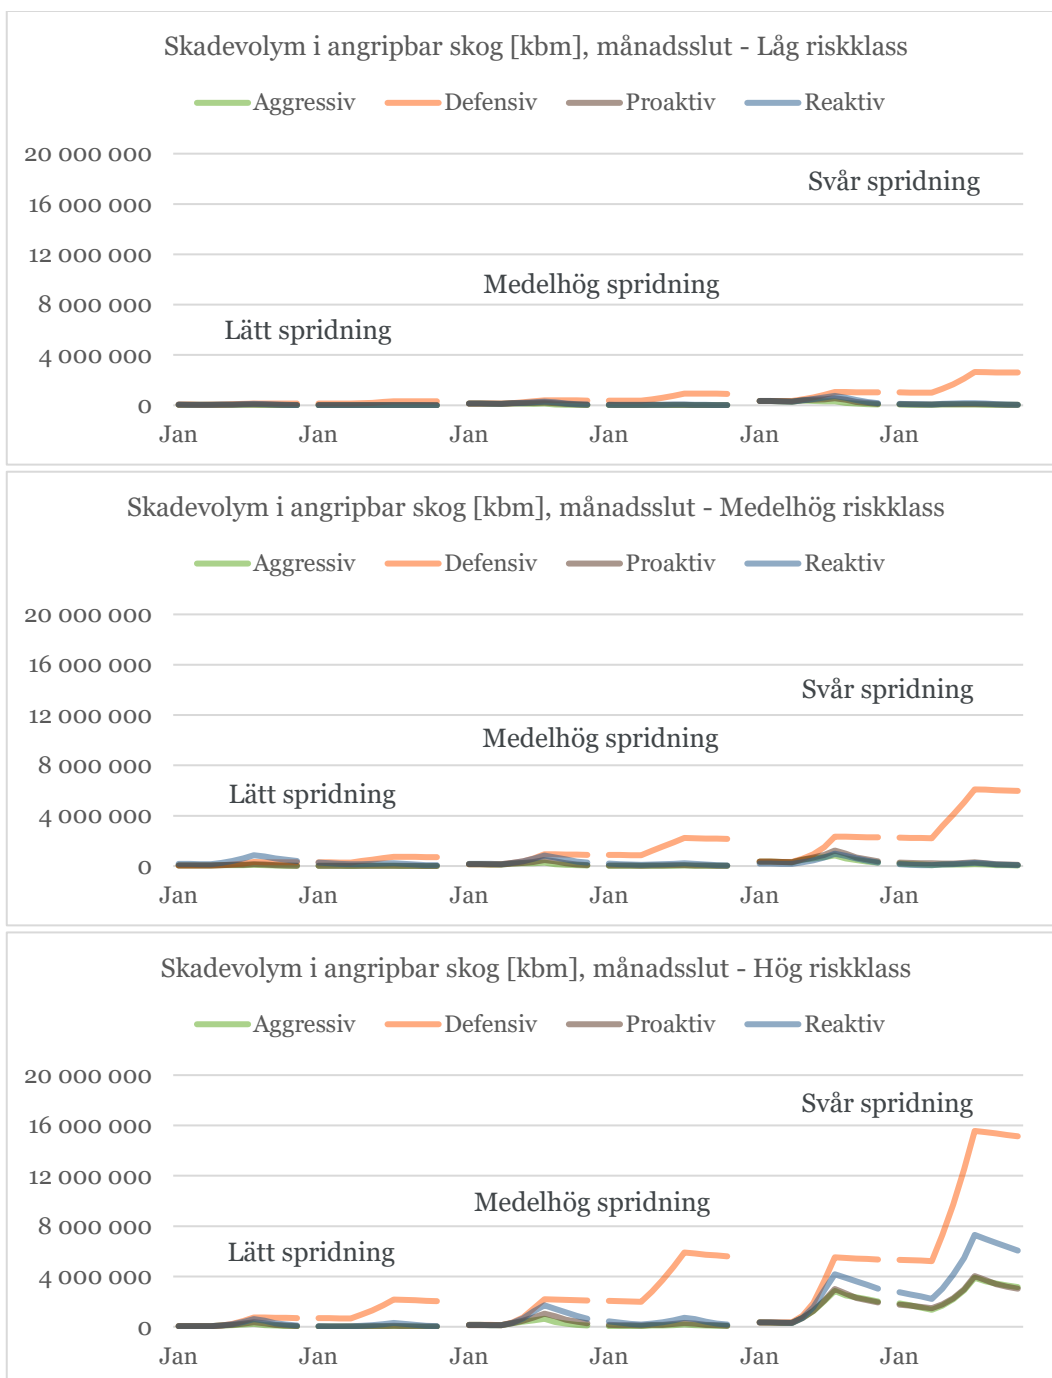 Skadevolym i angripbar skog [kbm], månadsslut - Låg riskklass
Aggressiv Defensiv Proaktiv Reaktiv
20 000 000
Svår spridning
16 000 000
12 000 000
Medelhög spridning
8 000 000
Lätt spridning
4 000 000
0
Jan Jan Jan Jan Jan Jan
Skadevolym i angripbar skog [kbm], månadsslut - Medelhög riskklass
Aggressiv Defensiv Proaktiv Reaktiv
20 000 000
16 000 000
Svår spridning
12 000 000
Medelhög spridning
8 000 000
Lätt spridning
4 000 000
0
Jan Jan Jan Jan Jan Jan
Skadevolym i angripbar skog [kbm], månadsslut - Hög riskklass
Aggressiv Defensiv Proaktiv Reaktiv
20 000 000
Svår spridning
16 000 000
12 000 000
Medelhög spridning
8 000 000
Lätt spridning
4 000 000
0
Jan Jan Jan Jan Jan Jan